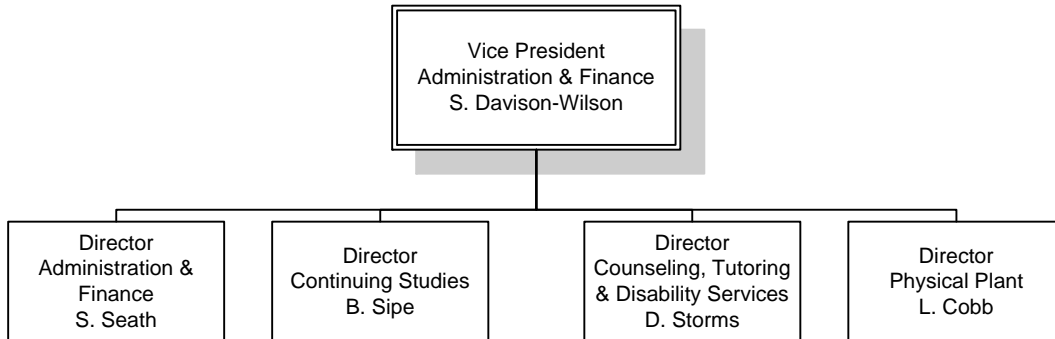 Vice President
Administration & Finance
S. Davison-Wilson
Director
Administration &
Finance
S. Seath
Director
Continuing Studies
B. Sipe
Director
Counseling, Tutoring
& Disability Services
D. Storms
Director
Physical Plant
L. Cobb